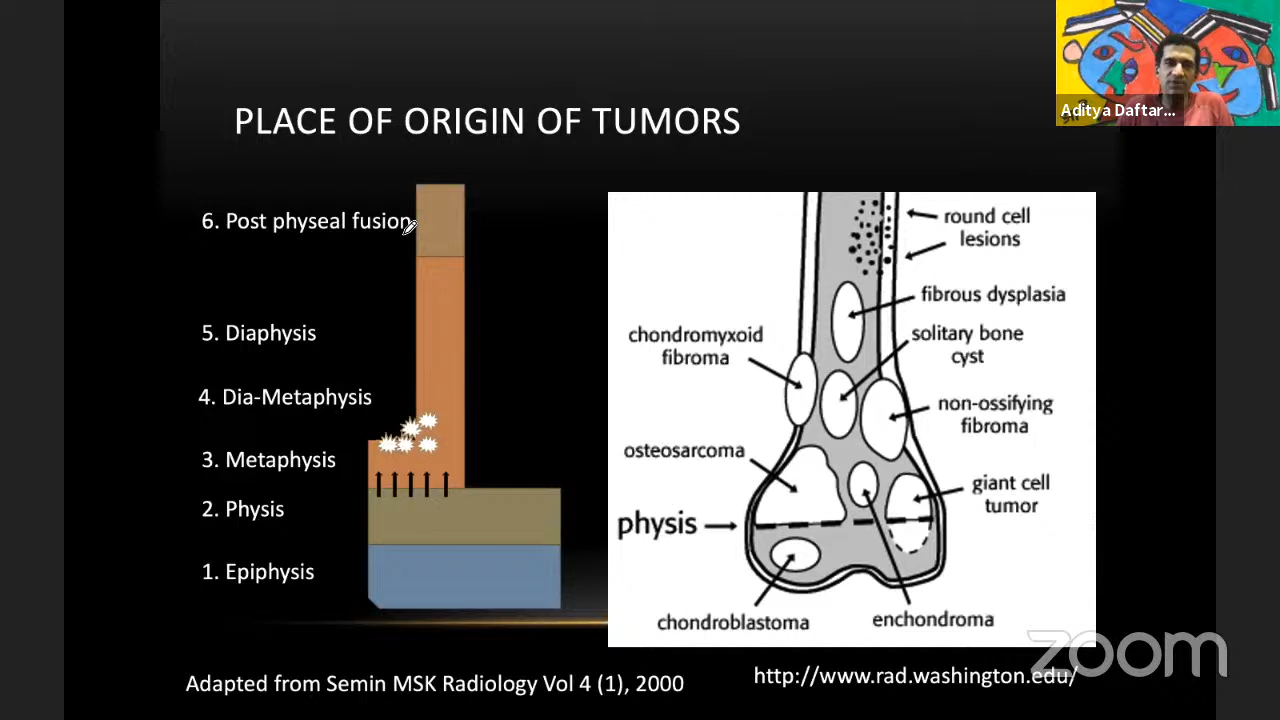 Aditya Daftar...
PLACE OF ORIGIN OF TUMORS
6. Post physeal fusion
5. Diaphysis
4. Dia-Metaphysis
3. Metaphysis
2. Physis
1. Epiphysis
round cell
lesions
fibrous dysplasia
chondromyxoid
fibroma
solitary bone
cyst
non-ossifying
fibroma
osteosarcoma
giant cell
tumor
physis
chondroblastoma
enchondroma
Adapted from Semin MSK Radiology Vol 4 (1), 2000
http://www.rad.washington.edu/
zoom